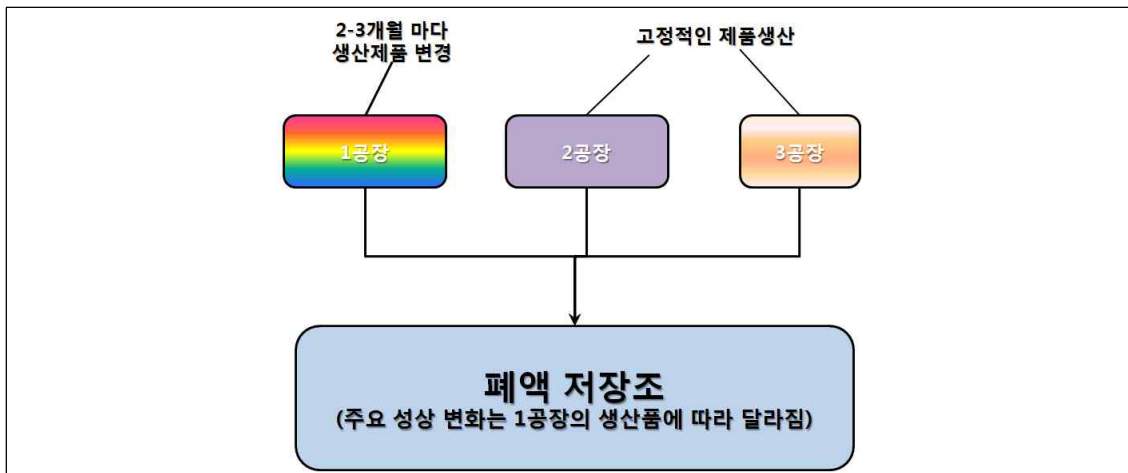 2-3개월 마다
생산제품 변경
고정적인 제품생산
1공장
2공장
3공장
폐액 저장조
(주요 성상 변화는 1공장의 생산품에 따라 달라짐)